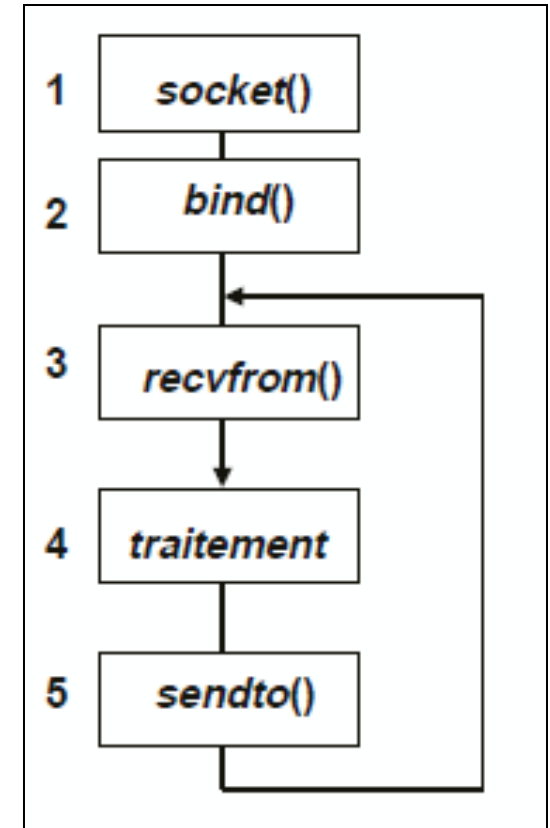 1 socket()
2 bind()
3 recvfrom()
4 traitement
5 sendto()